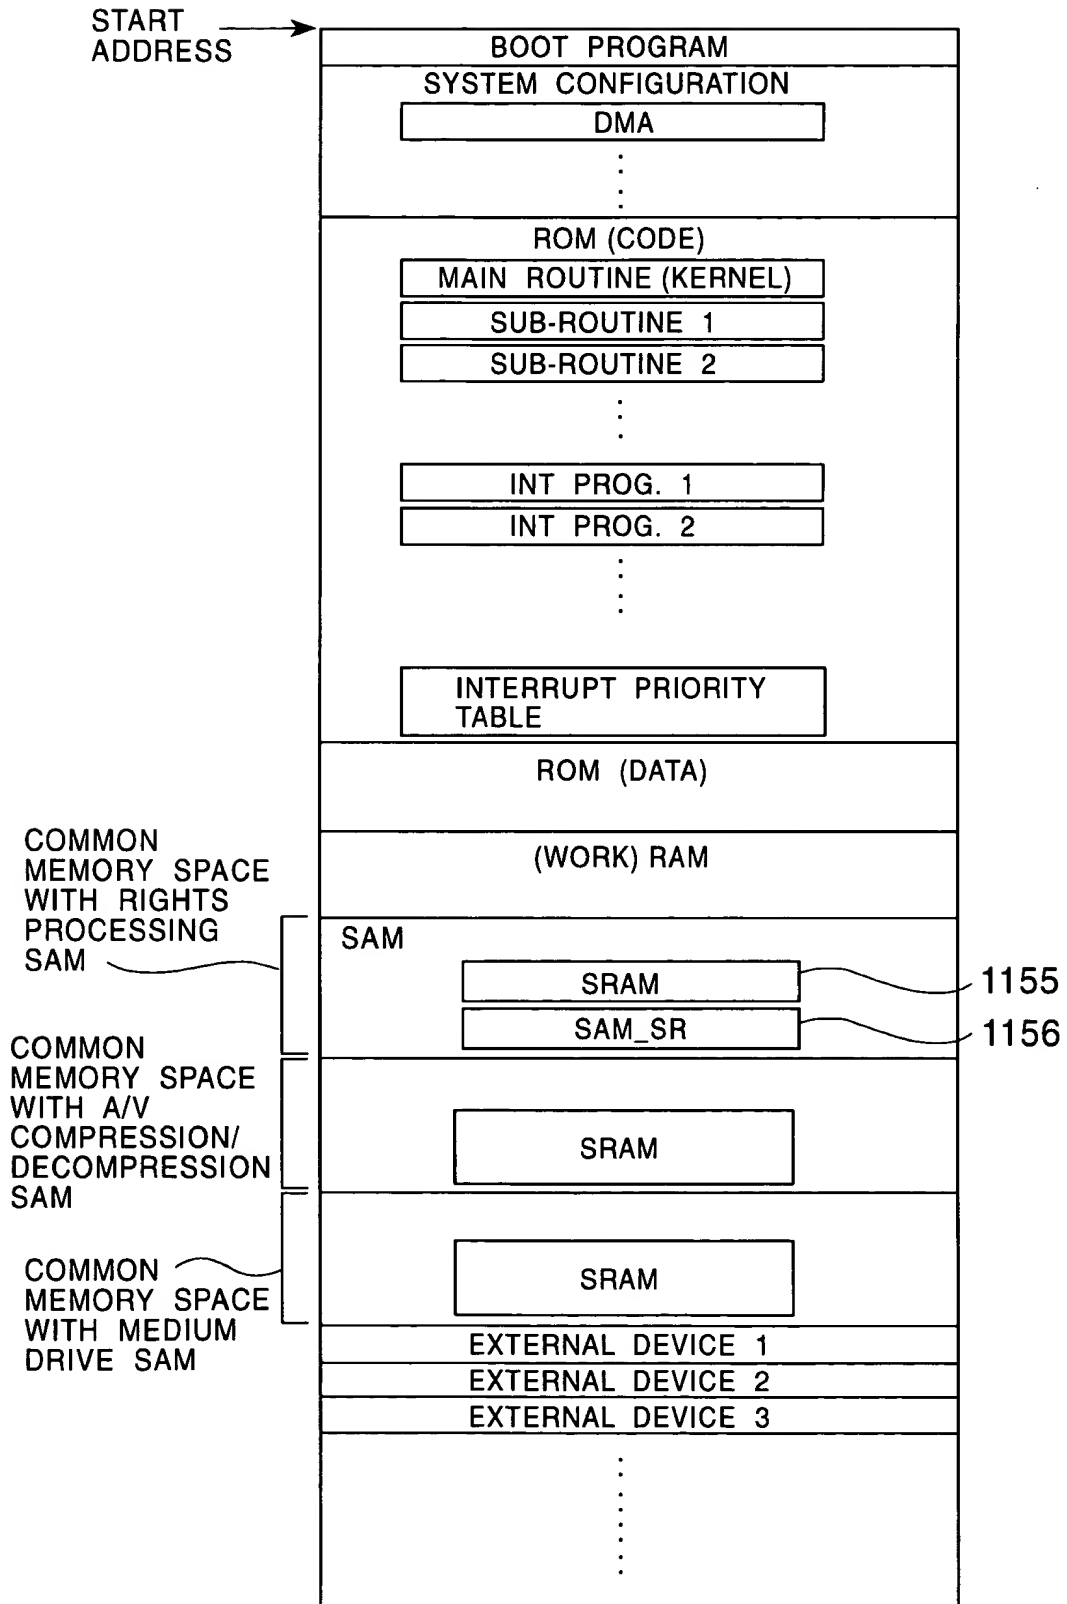 START
ADDRESS
BOOT PROGRAM
SYSTEM CONFIGURATION
DMA
ROM (CODE)
MAIN ROUTINE (KERNEL)
SUB-ROUTINE 1
SUB-ROUTINE 2
INT PROG. 1
INT PROG. 2
INTERRUPT PRIORITY
TABLE
ROM (DATA)
(WORK) RAM
COMMON
MEMORY SPACE
WITH RIGHTS
PROCESSING
SAM
SAM
SRAM
1155
SAM_SR
1156
COMMON
MEMORY SPACE
WITH A/V
COMPRESSION/
DECOMPRESSION
SAM
SRAM
COMMON
MEMORY SPACE
WITH MEDIUM
DRIVE SAM
SRAM
EXTERNAL DEVICE 1
EXTERNAL DEVICE 2
EXTERNAL DEVICE 3